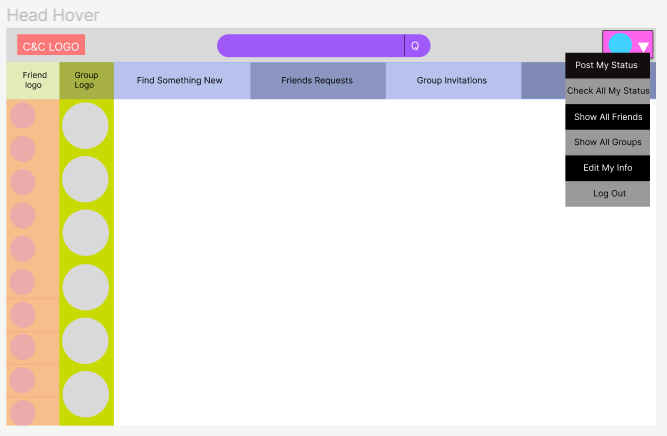 Head Hover
C&C LOGO
Q
Friend
logo
Group
Logo
Find Something New
Friends Requests
Group Invitations
Post My Status
Check All My Status
Show All Friends
Show All Groups
Edit My Info
Log Out